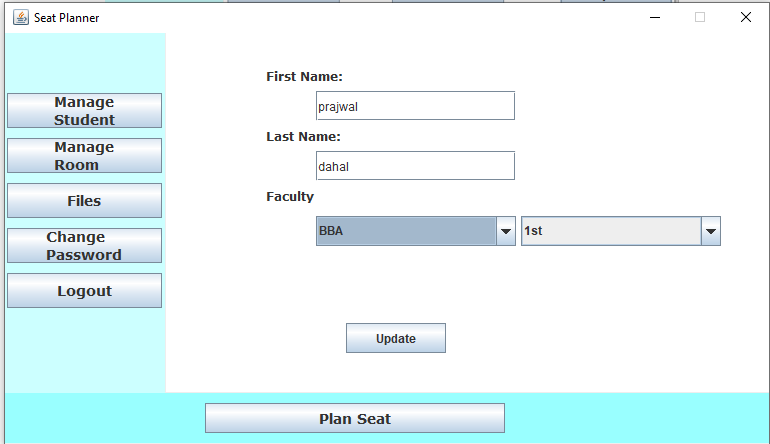 Seat Planner
Manage
Student
Manage
Room
Files
Change
Password
Logout
First Name:
prajwal
Last Name:
dahal
Faculty
BBA
1st
Update
Plan Seat